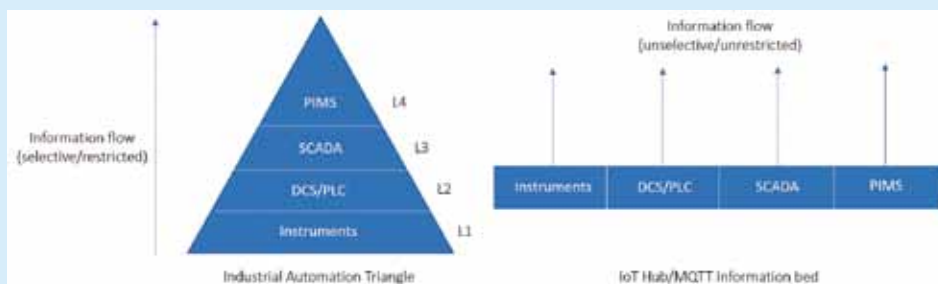 Information flow
(selective/restricted)
PIMS
L4
SCADA
L3
DCS/PLC
L2
Instruments
L1
Industrial Automation Triangle
Information flow
(unselective/unrestricted)
Instruments
DCS/PLC
SCADA
PIMS
IoT Hub/MQTT Information bed